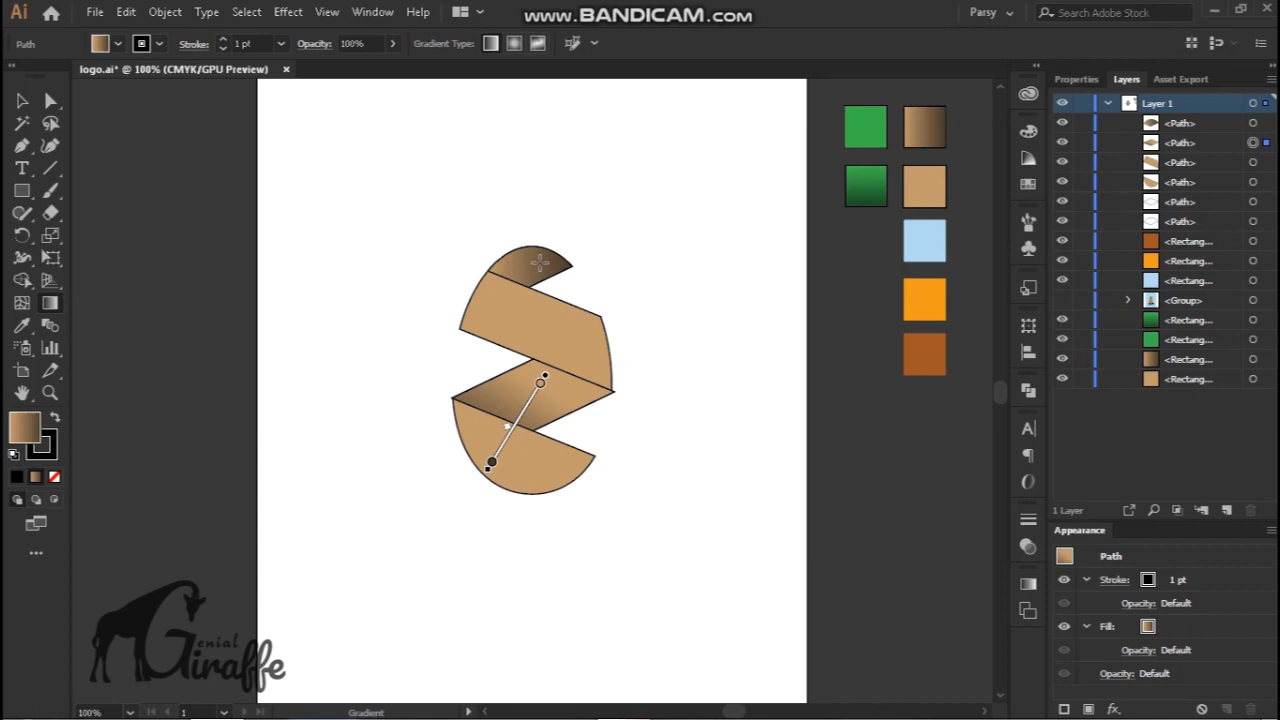 Ai File Edit Object Type Select Effect View Window Help www.BANDICAM.com Parsy Search Adobe Stock
Path Stroke: 1 pt Opacity: 100% Gradient Type:
logo.ai* @ 100% (CMYK/GPU Preview)
Properties Layers Asset Export
Layer 1
<Path>
<Path>
<Path>
<Path>
<Path>
<Path>
<Rectang...
<Rectang...
<Rectang...
<Group>
<Rectang...
<Rectang...
<Rectang...
<Rectang...
1 Layer
Appearance
Path
Stroke: 1 pt
Opacity: Default
Fill:
Opacity: Default
Opacity: Default
Genial
Giraffe
100% 1 Gradient
fx